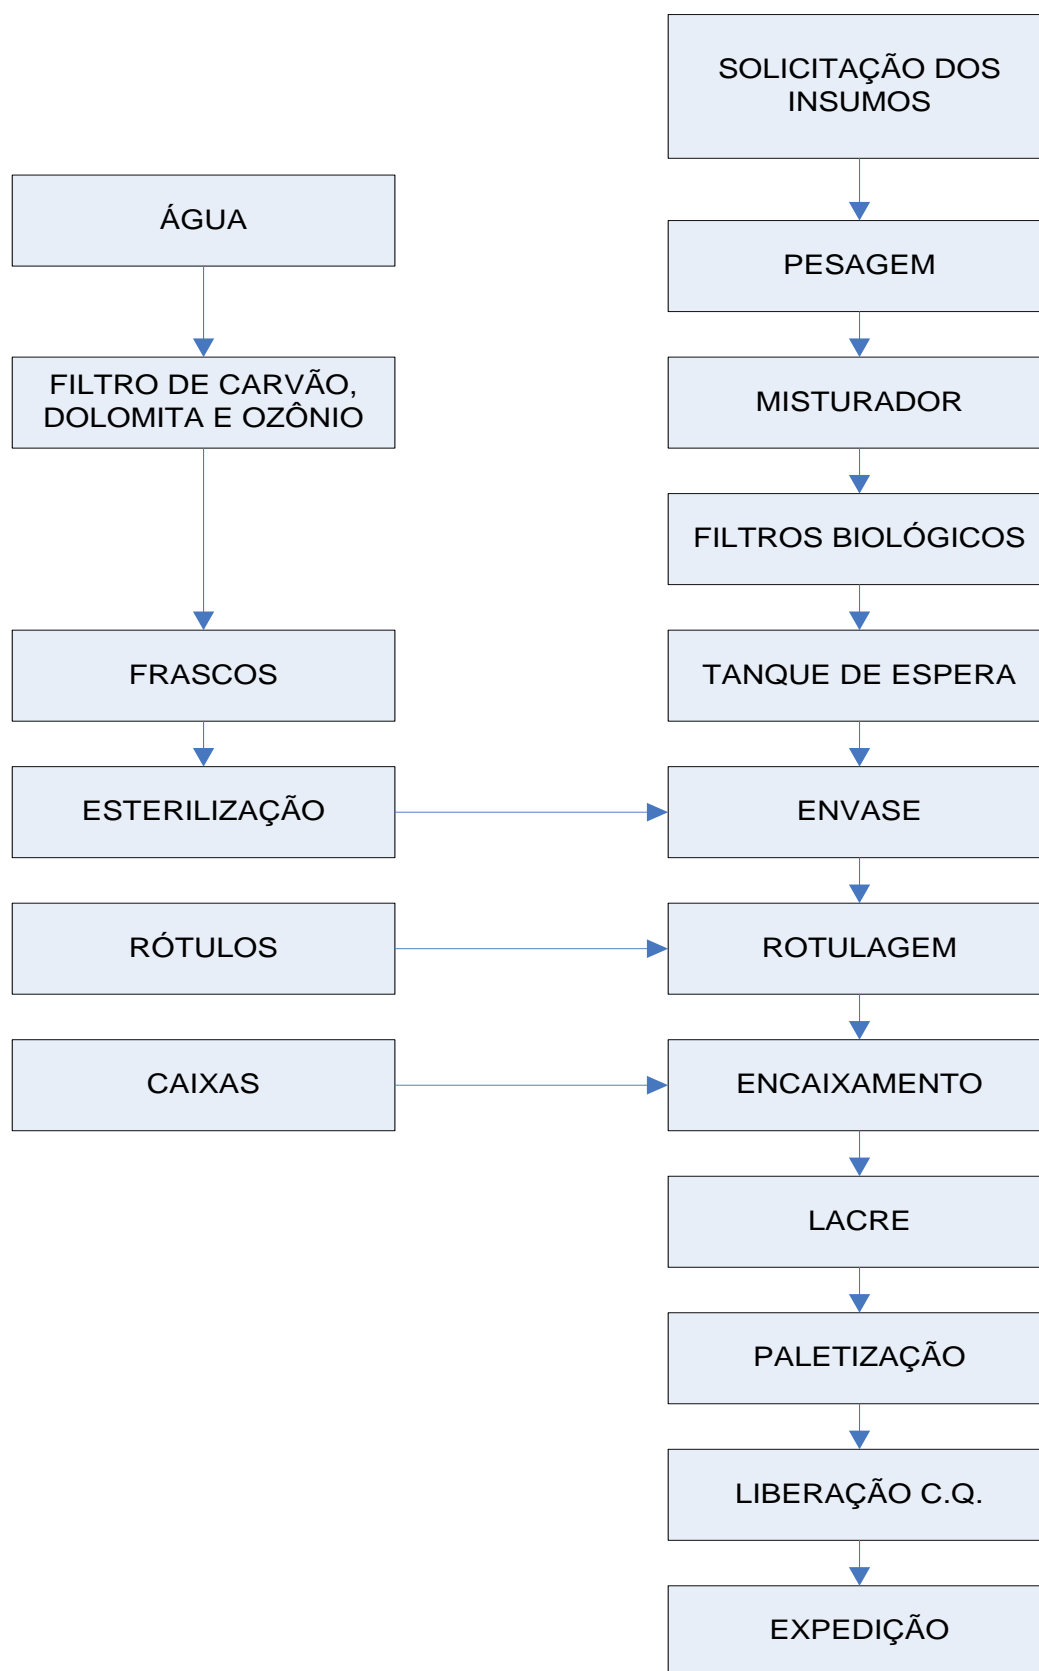 SOLICITAÇÃO DOS
INSUMOS
ÁGUA
PESAGEM
FILTRO DE CARVÃO,
DOLOMITA E OZÔNIO
MISTURADOR
FILTROS BIOLÓGICOS
FRASCOS
TANQUE DE ESPERA
ESTERILIZAÇÃO
ENVASE
RÓTULOS
ROTULAGEM
CAIXAS
ENCAIXAMENTO
LACRE
PALETIZAÇÃO
LIBERAÇÃO C.Q.
EXPEDIÇÃO